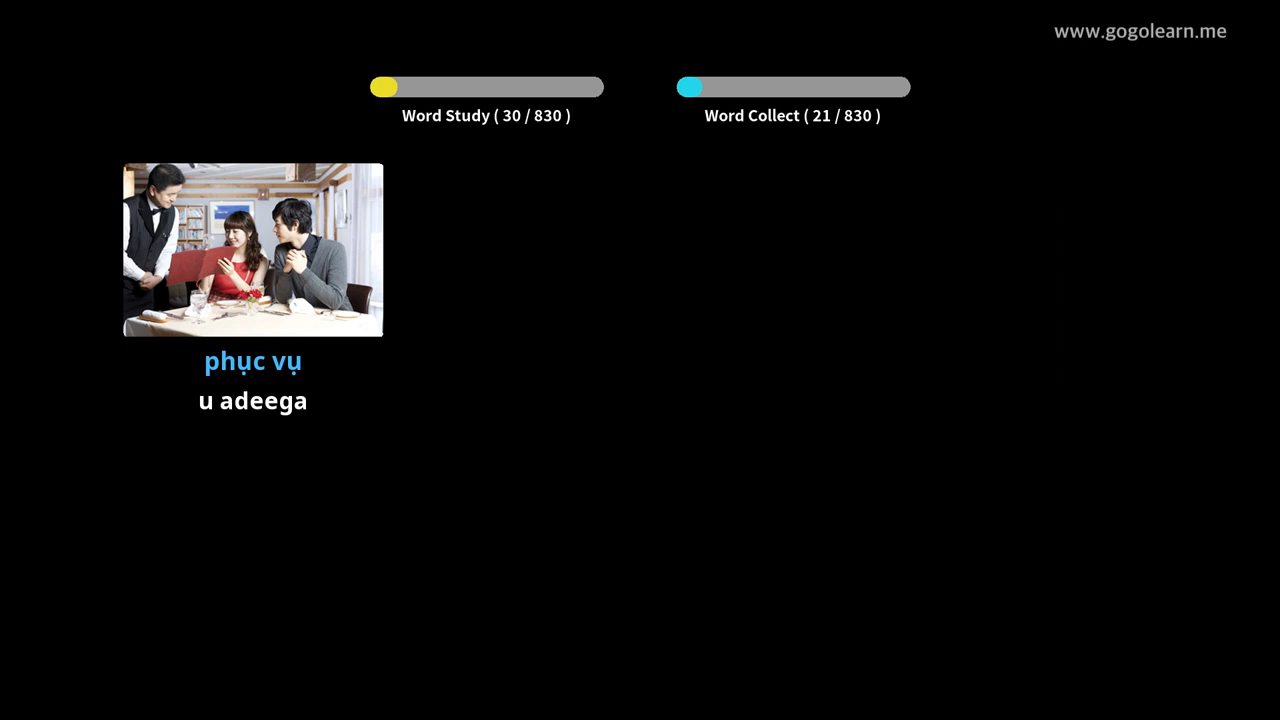 www.gogolearn.me
Word Study ( 30 / 830 )
Word Collect ( 21 / 830 )
phục vụ
u adeega